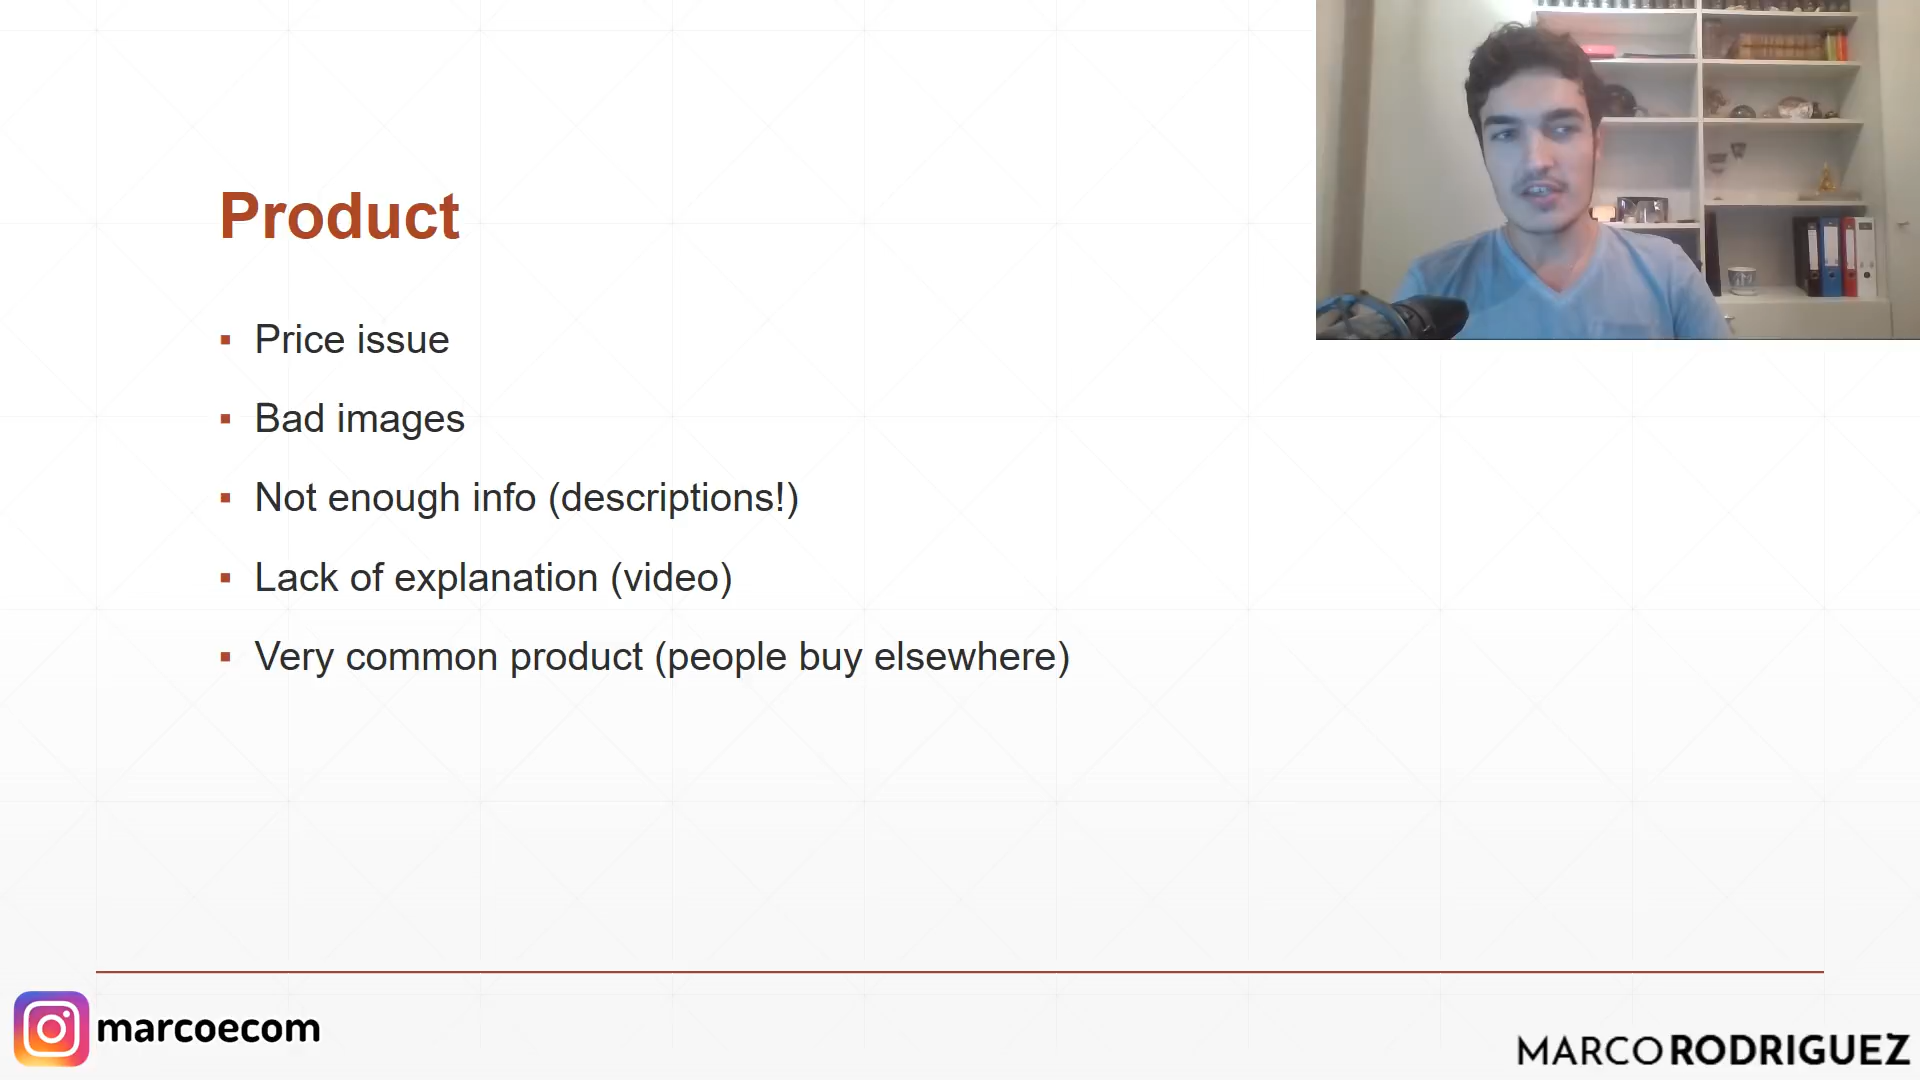 Product
▪ Price issue
▪ Bad images
▪ Not enough info (descriptions!)
▪ Lack of explanation (video)
▪ Very common product (people buy elsewhere)
marcoecom
MARCO RODRIGUEZ